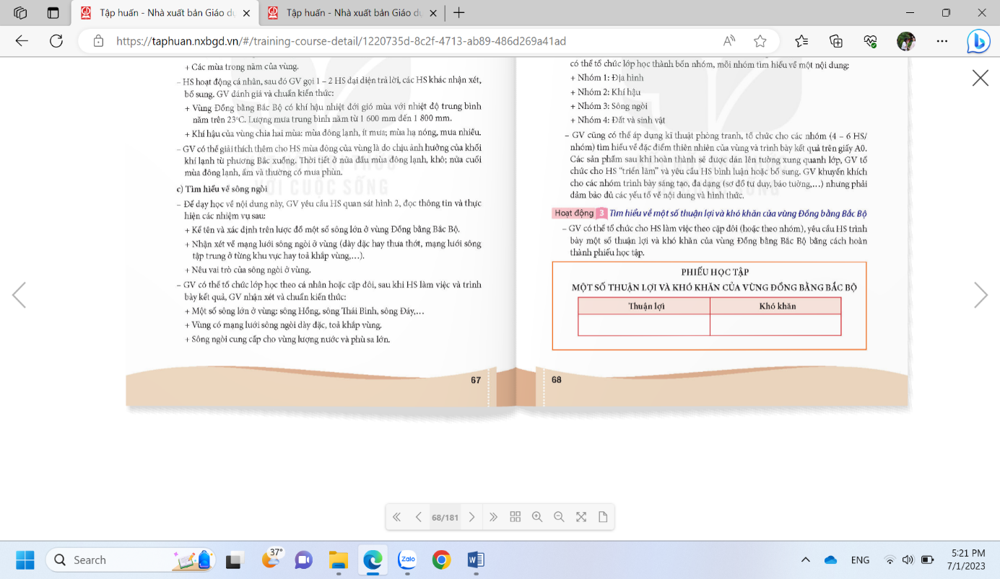 Tập huấn - Nhà xuất bản Giáo dụ
Tập huấn - Nhà xuất bản Giáo dụ
https://taphuan.nxbgd.vn/#/training-course-detail/1220735d-8c2f-4713-ab89-486d269a41ad
+ Các mùa trong năm của vùng.
– HS hoạt động cá nhân, sau đó GV gọi 1 – 2 HS đại diện trả lời, các HS khác nhận xét,
bổ sung. GV đánh giá và chuẩn kiến thức:
+ Vùng Đồng bằng Bắc Bộ có khí hậu nhiệt đới gió mùa với nhiệt độ trung bình
năm trên 23°C. Lượng mưa trung bình năm từ 1 600 mm đến 1 800 mm.
+ Khí hậu của vùng chia hai mùa: mùa đông lạnh, ít mưa; mùa hạ nóng, mưa nhiều.
– GV có thể giải thích thêm cho HS mùa đông của vùng là do chịu ảnh hưởng của khối
khí lạnh từ phương Bắc xuống. Thời tiết ở nửa đầu mùa đông lạnh, khô; nửa cuối
mùa đông lạnh, ẩm và thường có mưa phùn.
VỚI CUỘC SỐNG
c) Tìm hiểu về sông ngòi
– Để dạy học về nội dung này, GV yêu cầu HS quan sát hình 2, đọc thông tin và thực
hiện các nhiệm vụ sau:
+ Kể tên và xác định trên lược đồ một số sông lớn ở vùng Đồng bằng Bắc Bộ.
+ Nhận xét về mạng lưới sông ngòi ở vùng (dày đặc hay thưa thớt, mạng lưới sông
tập trung ở từng khu vực hay toả khắp vùng,…).
+ Nêu vai trò của sông ngòi ở vùng.
– GV có thể tổ chức lớp học theo cá nhân hoặc cặp đôi, sau khi HS làm việc và trình
bày kết quả, GV nhận xét và chuẩn kiến thức:
+ Một số sông lớn ở vùng: sông Hồng, sông Thái Bình, sông Đáy,…
+ Vùng có mạng lưới sông ngòi dày đặc, toả khắp vùng.
+ Sông ngòi cung cấp cho vùng lượng nước và phù sa lớn.
67
có thể tổ chức lớp học thành bốn nhóm, mỗi nhóm tìm hiểu về một nội dung:
+ Nhóm 1: Địa hình
+ Nhóm 2: Khí hậu
+ Nhóm 3: Sông ngòi
+ Nhóm 4: Đất và sinh vật
– GV cũng có thể áp dụng kĩ thuật phòng tranh, tổ chức cho các nhóm (4 – 6 HS/
nhóm) tìm hiểu về đặc điểm thiên nhiên của vùng và trình bày kết quả trên giấy A0.
Các sản phẩm sau khi hoàn thành sẽ được dán lên tường xung quanh lớp, GV tổ
chức cho HS “triển lãm” và yêu cầu HS bình luận hoặc bổ sung. GV khuyến khích
cho các nhóm trình bày sáng tạo, đa dạng (sơ đồ tư duy, báo tường,…) nhưng phải
đảm bảo đủ các yếu tố về nội dung và hình thức.
Hoạt động 3 Tìm hiểu về một số thuận lợi và khó khăn của vùng Đồng bằng Bắc Bộ
– GV có thể tổ chức cho HS làm việc theo cặp đôi (hoặc theo nhóm), yêu cầu HS trình
bày một số thuận lợi và khó khăn của vùng Đồng bằng Bắc Bộ bằng cách hoàn
thành phiếu học tập.
PHIẾU HỌC TẬP
MỘT SỐ THUẬN LỢI VÀ KHÓ KHĂN CỦA VÙNG ĐỒNG BẰNG BẮC BỘ
Thuận lợi Khó khăn
68
68/181
Search
37°
Zalo
ENG
5:21 PM
7/1/2023